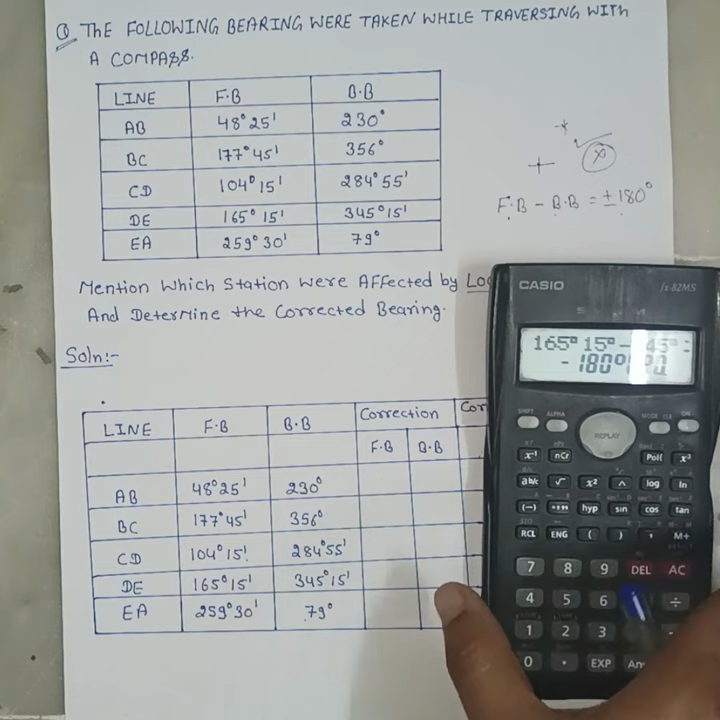 Q THE FOLLOWING BEARING WERE TAKEN WHILE TRAVERSING WITH
A COMPASS.
LINE F.B B.B
AB 48°25' 230°
BC 177°45' 356°
CD 104°15' 284°55'
DE 165°15' 345°15'
EA 259°30' 79°
F.B - B.B = ±180°
Mention Which Station Were Affected by
And Determine the Corrected Bearing.
Soln:-
LINE F.B B.B Correction
F.B B.B
AB 48°25' 230°
BC 177°45' 356°
CD 104°15' 284°55'
DE 165°15' 345°15'
EA 259°30' 79°
CASIO
fx 82MS
SHIFT ALPHA REPLAY MODE CLR ON
x⁻¹ nCr Pol( x³
ab/c √ x² ^ log ln
(-) °'" hyp sin cos tan
RCL ENG ( ) , M+
7 8 9 DEL AC
4 5 6 ÷
1 2 3
0 . EXP